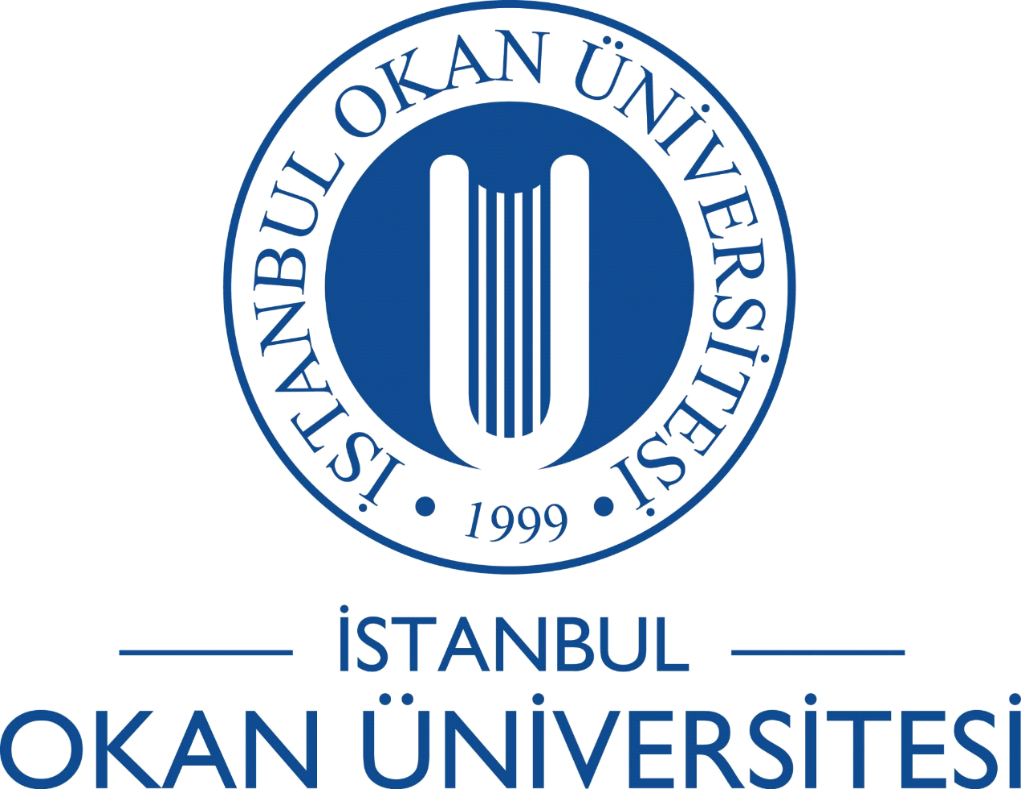 İSTANBUL OKAN ÜNİVERSİTESİ
• 1999 •
İSTANBUL
OKAN ÜNİVERSİTESİ